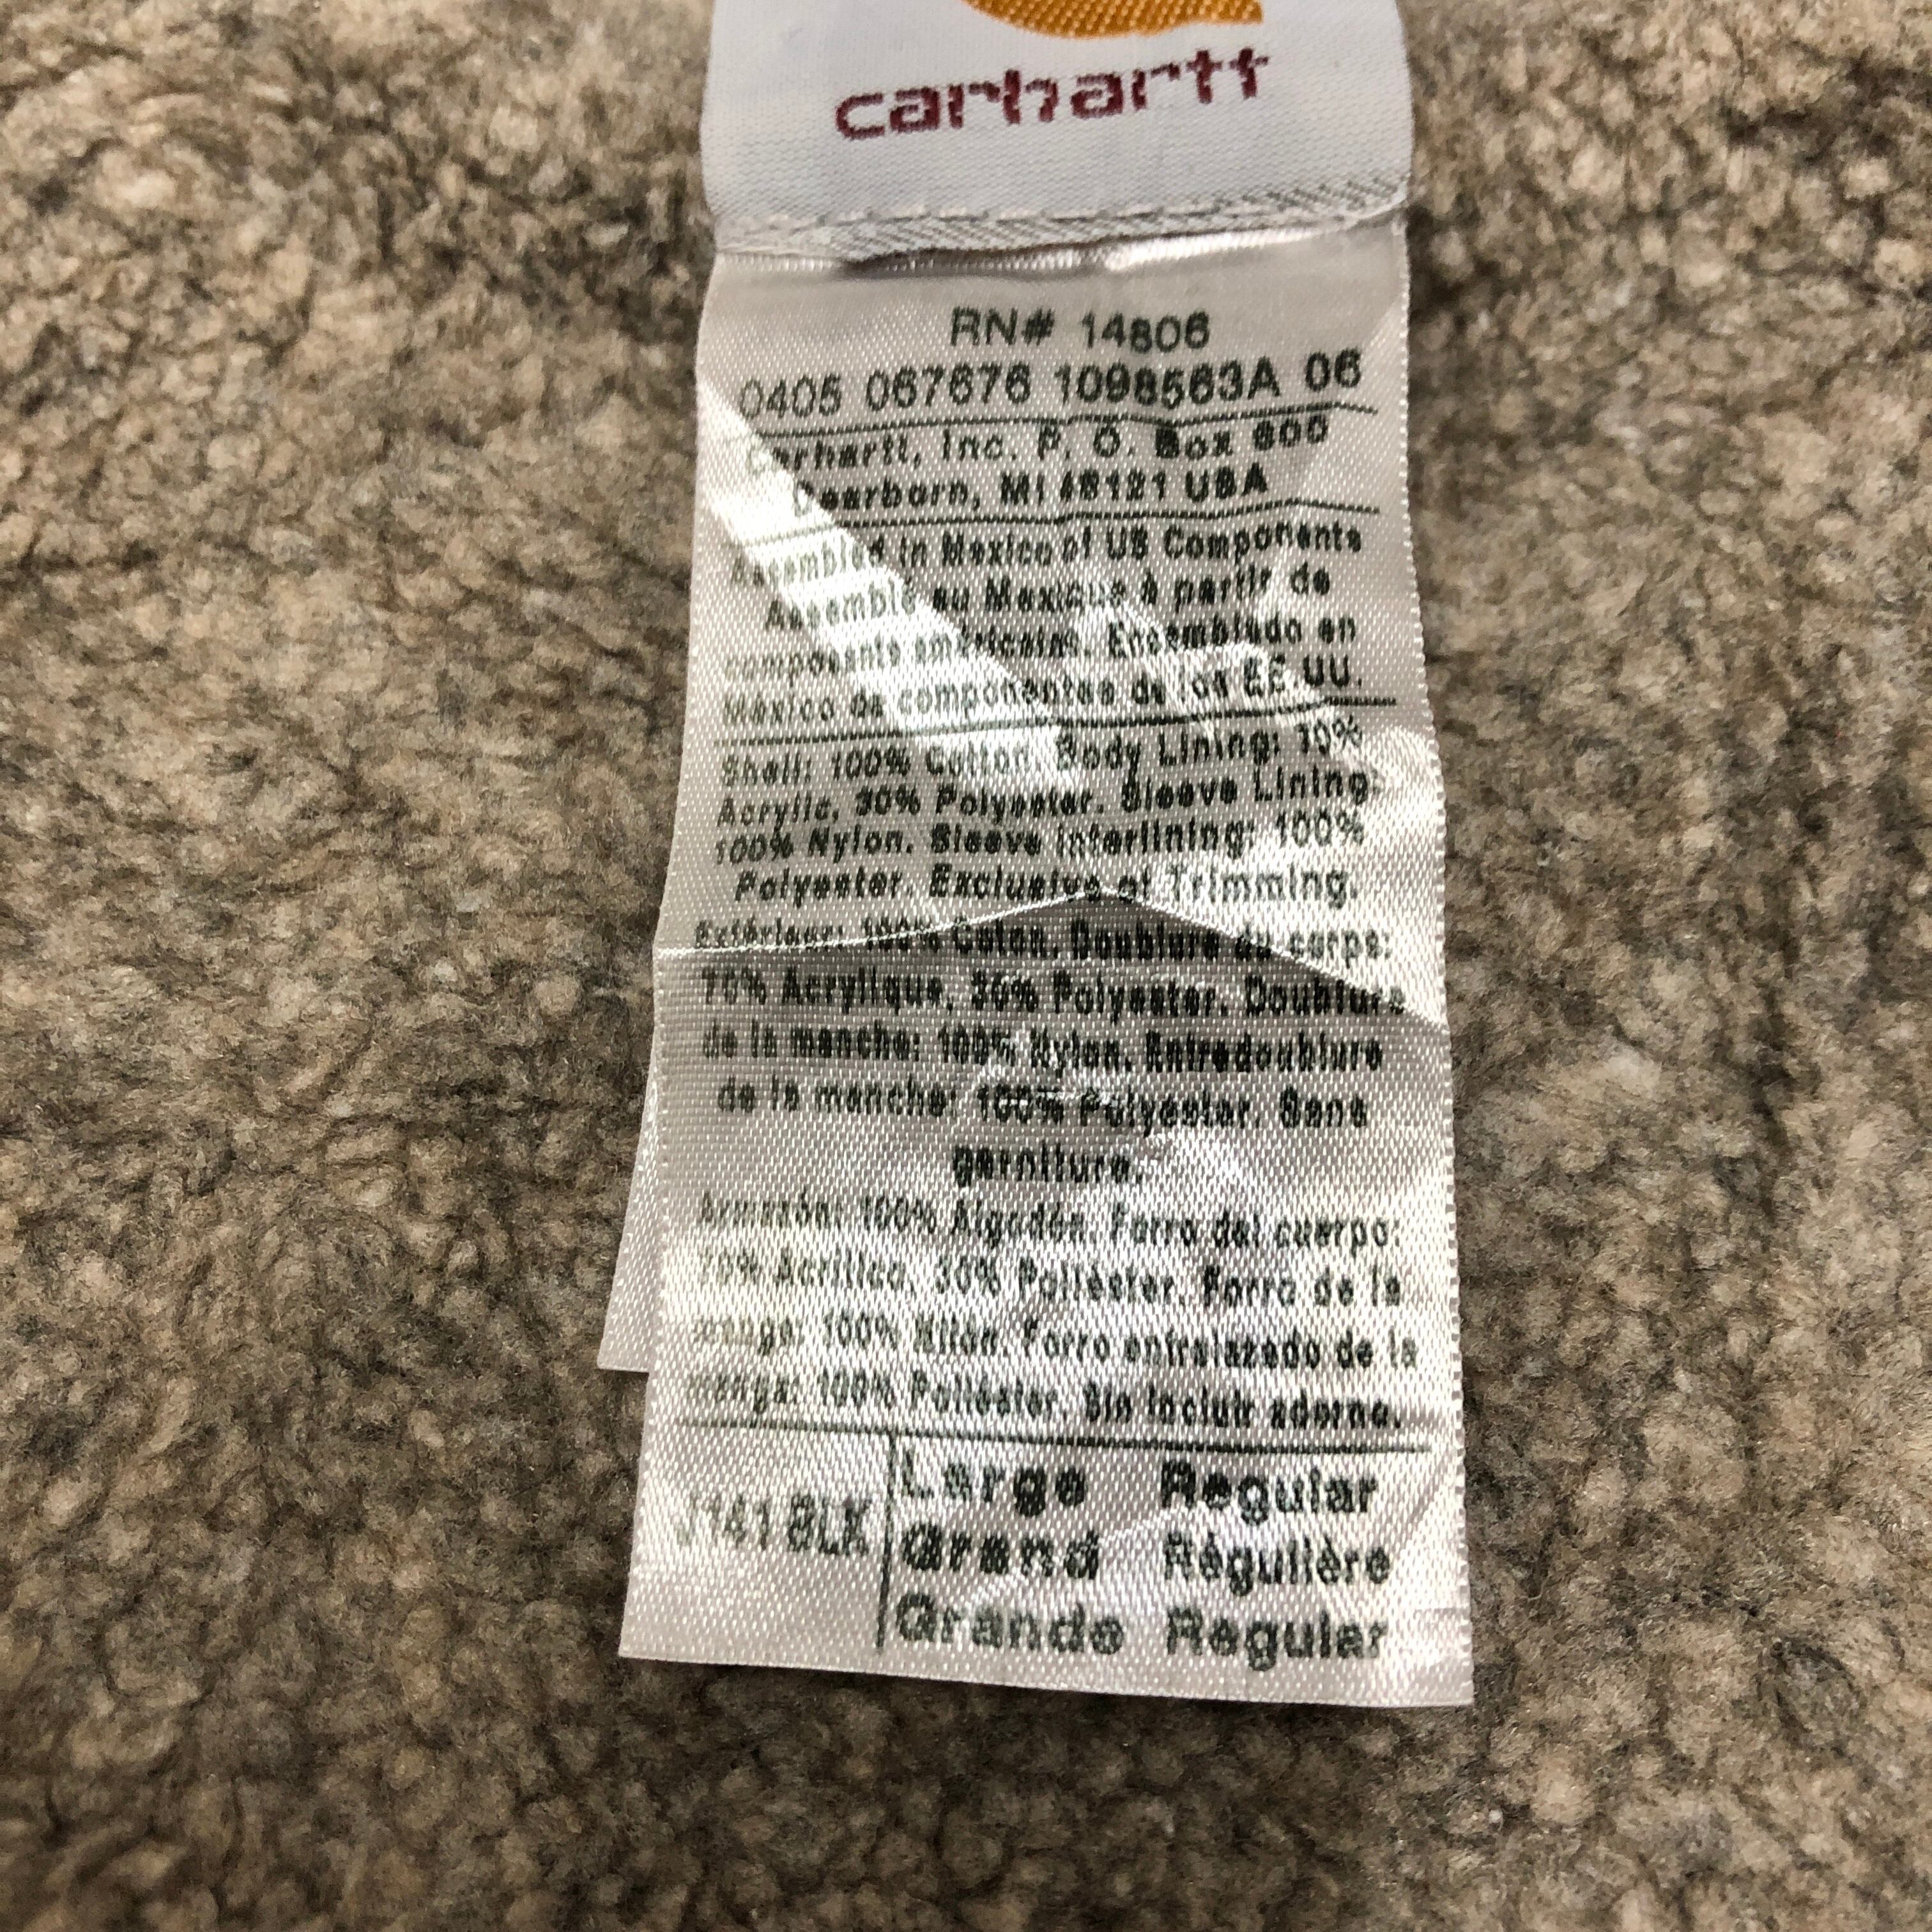 carhartt
RN# 14806
0405 067676 1098563A 06
Carhartt, Inc. P. O. Box 600
Dearborn, MI 48121 USA
Assembled in Mexico of US Components
Assemblé au Mexique à partir de
composants américains. Ensamblado en
México de componentes de los EE.UU.
Shell: 100% Cotton. Body Lining: 70%
Acrylic, 30% Polyester. Sleeve Lining:
100% Nylon. Sleeve Interlining: 100%
Polyester. Exclusive of Trimming.
Extérieur: 100% Coton. Doublure du corps:
70% Acrylique, 30% Polyester. Doublure
de la manche: 100% Nylon. Entredoublure
de la manche: 100% Polyester. Sans
garniture.
100% Algodón. Forro del cuerpo:
70% Acrílico, 30% Poliéster. Forro de la
manga: 100% Nilón. Forro entrelazado de la
manga: 100% Poliéster. Sin incluir adorno.
J141 BLK
Large Regular
Grand Régulière
Grande Regular